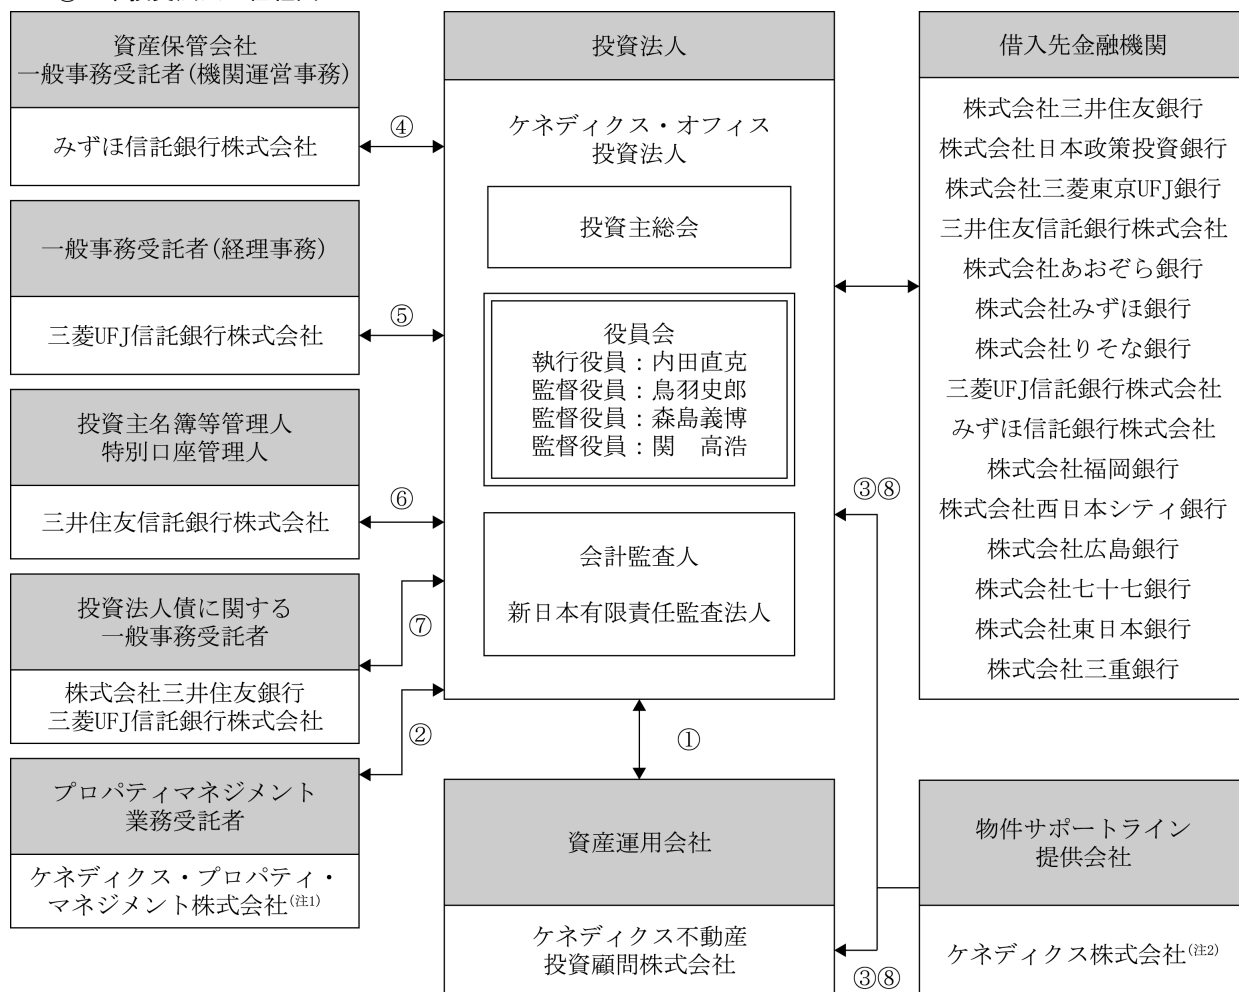 資産保管会社
一般事務受託者(機関運営事務)
みずほ信託銀行株式会社
④
一般事務受託者(経理事務)
三菱UFJ信託銀行株式会社
⑤
投資主名簿等管理人
特別口座管理人
三井住友信託銀行株式会社
⑥
投資法人債に関する
一般事務受託者
株式会社三井住友銀行
三菱UFJ信託銀行株式会社
⑦
プロパティマネジメント
業務受託者
ケネディクス・プロパティ・
マネジメント株式会社(注1)
②
投資法人
ケネディクス・オフィス
投資法人
投資主総会
役員会
執行役員：内田直克
監督役員：鳥羽史郎
監督役員：森島義博
監督役員：関　高浩
会計監査人
新日本有限責任監査法人
①
資産運用会社
ケネディクス不動産
投資顧問株式会社
③⑧
③⑧
借入先金融機関
株式会社三井住友銀行
株式会社日本政策投資銀行
株式会社三菱東京UFJ銀行
三井住友信託銀行株式会社
株式会社あおぞら銀行
株式会社みずほ銀行
株式会社りそな銀行
三菱UFJ信託銀行株式会社
みずほ信託銀行株式会社
株式会社福岡銀行
株式会社西日本シティ銀行
株式会社広島銀行
株式会社七十七銀行
株式会社東日本銀行
株式会社三重銀行
物件サポートライン
提供会社
ケネディクス株式会社(注2)